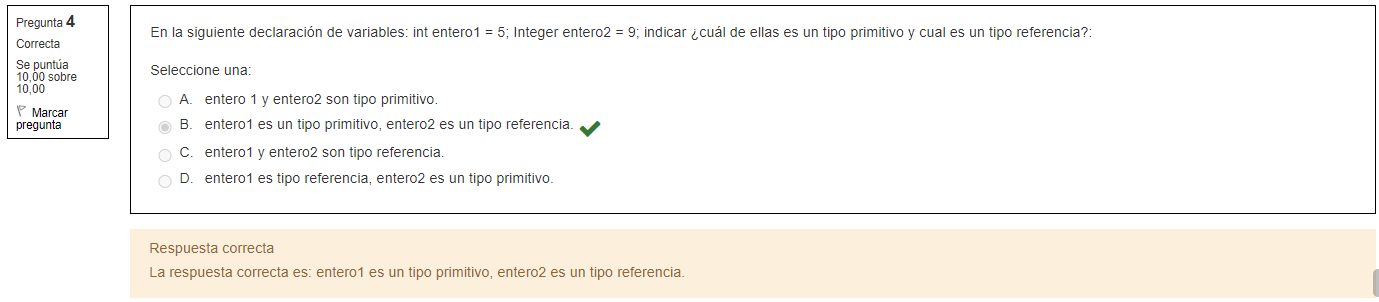 Pregunta 4
Correcta
Se puntúa
10,00 sobre
10,00
Marcar
pregunta
En la siguiente declaración de variables: int entero1 = 5; Integer entero2 = 9; indicar ¿cuál de ellas es un tipo primitivo y cual es un tipo referencia?:
Seleccione una:
A. entero 1 y entero2 son tipo primitivo.
B. entero1 es un tipo primitivo, entero2 es un tipo referencia.
C. entero1 y entero2 son tipo referencia.
D. entero1 es tipo referencia, entero2 es un tipo primitivo.
Respuesta correcta
La respuesta correcta es: entero1 es un tipo primitivo, entero2 es un tipo referencia.